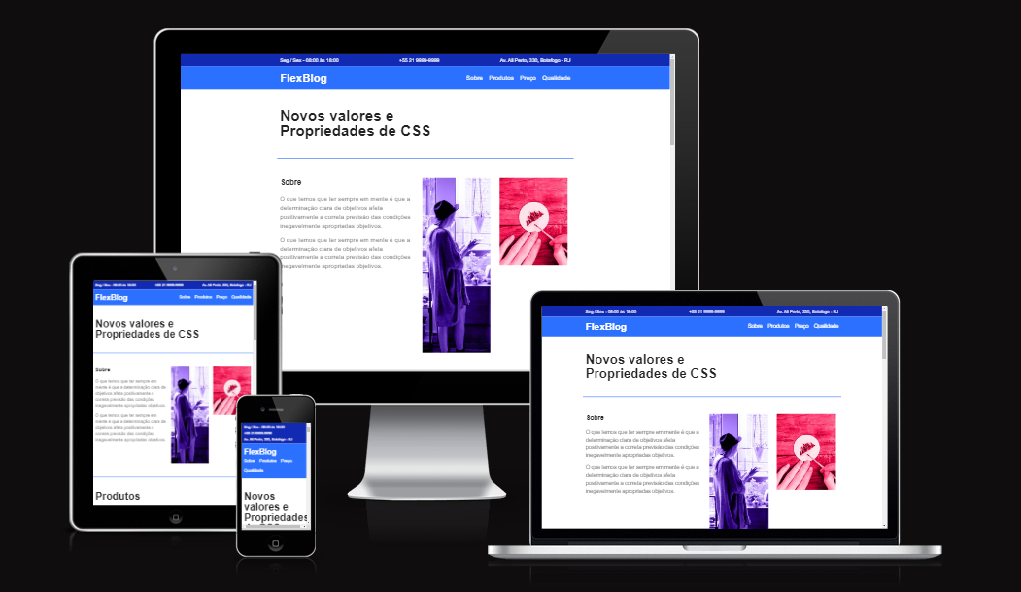 Seg / Sex - 08:00 às 18:00
+55 21 9999-9999
Av. All Perto, 330, Botafogo - RJ
FlexBlog
Sobre Produtos Preço Qualidade
Novos valores e
Propriedades de CSS
Sobre
O que temos que ter sempre em mente é que a
determinação clara de objetivos afeta
positivamente a correta previsão das condições
inegavelmente apropriadas objetivos.
O que temos que ter sempre em mente é que a
determinação clara de objetivos afeta
positivamente a correta previsão das condições
inegavelmente apropriadas objetivos.
Seg / Sex - 08:00 às 18:00
+55 21 9999-9999
Av. All Perto, 330, Botafogo - RJ
FlexBlog
Sobre Produtos Preço Qualidade
Novos valores e
Propriedades de CSS
Sobre
O que temos que ter sempre em
mente é que a determinação clara de
objetivos afeta positivamente a
correta previsão das condições
inegavelmente apropriadas objetivos.
O que temos que ter sempre em
mente é que a determinação clara de
objetivos afeta positivamente a
correta previsão das condições
inegavelmente apropriadas objetivos.
Produtos
Seg / Sex - 08:00 às 18:00
+55 21 9999-9999
Av. All Perto, 330, Botafogo - RJ
FlexBlog
Sobre Produtos Preço
Qualidade
Novos
valores e
Propriedades
Seg / Sex - 08:00 às 18:00
+55 21 9999-9999
Av. All Perto, 330, Botafogo - RJ
FlexBlog
Sobre Produtos Preço Qualidade
Novos valores e
Propriedades de CSS
Sobre
O que temos que ter sempre em mente é que a
determinação clara de objetivos afeta
positivamente a correta previsão das condições
inegavelmente apropriadas objetivos.
O que temos que ter sempre em mente é que a
determinação clara de objetivos afeta
positivamente a correta previsão das condições
inegavelmente apropriadas objetivos.